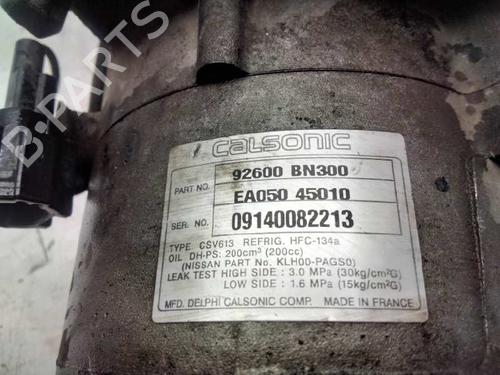 B-PARTS
CALSONIC
92600 BN300
PART NO. EA050 45010
SER NO. 09140082213
TYPE CSV613 REFRIG. HFC-134a
OIL DH-PS: 200cm³ (200cc)
(NISSAN PART No. KLH00-PAGS0)
LEAK TEST HIGH SIDE : 3.0 MPa (30kg/cm²G)
LOW SIDE : 1.6 MPa (15kg/cm²G)
MFD. DELPHI CALSONIC COMP. MADE IN